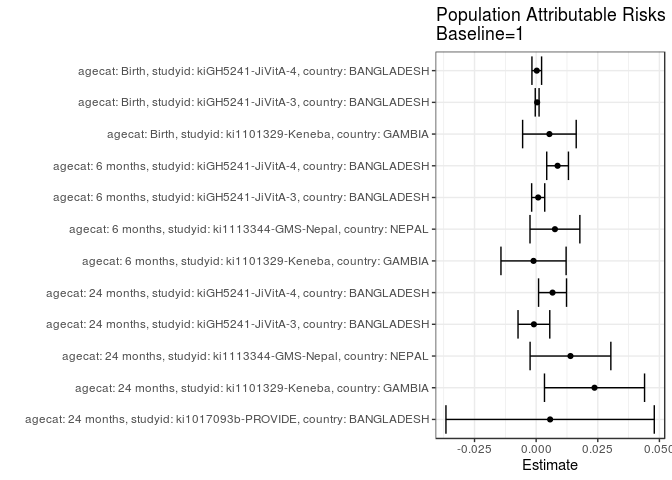 Population Attributable Risks
Baseline=1
agecat: Birth, studyid: kiGH5241-JiVitA-4, country: BANGLADESH
agecat: Birth, studyid: kiGH5241-JiVitA-3, country: BANGLADESH
agecat: Birth, studyid: ki1101329-Keneba, country: GAMBIA
agecat: 6 months, studyid: kiGH5241-JiVitA-4, country: BANGLADESH
agecat: 6 months, studyid: kiGH5241-JiVitA-3, country: BANGLADESH
agecat: 6 months, studyid: ki1113344-GMS-Nepal, country: NEPAL
agecat: 6 months, studyid: ki1101329-Keneba, country: GAMBIA
agecat: 24 months, studyid: kiGH5241-JiVitA-4, country: BANGLADESH
agecat: 24 months, studyid: kiGH5241-JiVitA-3, country: BANGLADESH
agecat: 24 months, studyid: ki1113344-GMS-Nepal, country: NEPAL
agecat: 24 months, studyid: ki1101329-Keneba, country: GAMBIA
agecat: 24 months, studyid: ki1017093b-PROVIDE, country: BANGLADESH
-0.025 0.000 0.025 0.050
Estimate